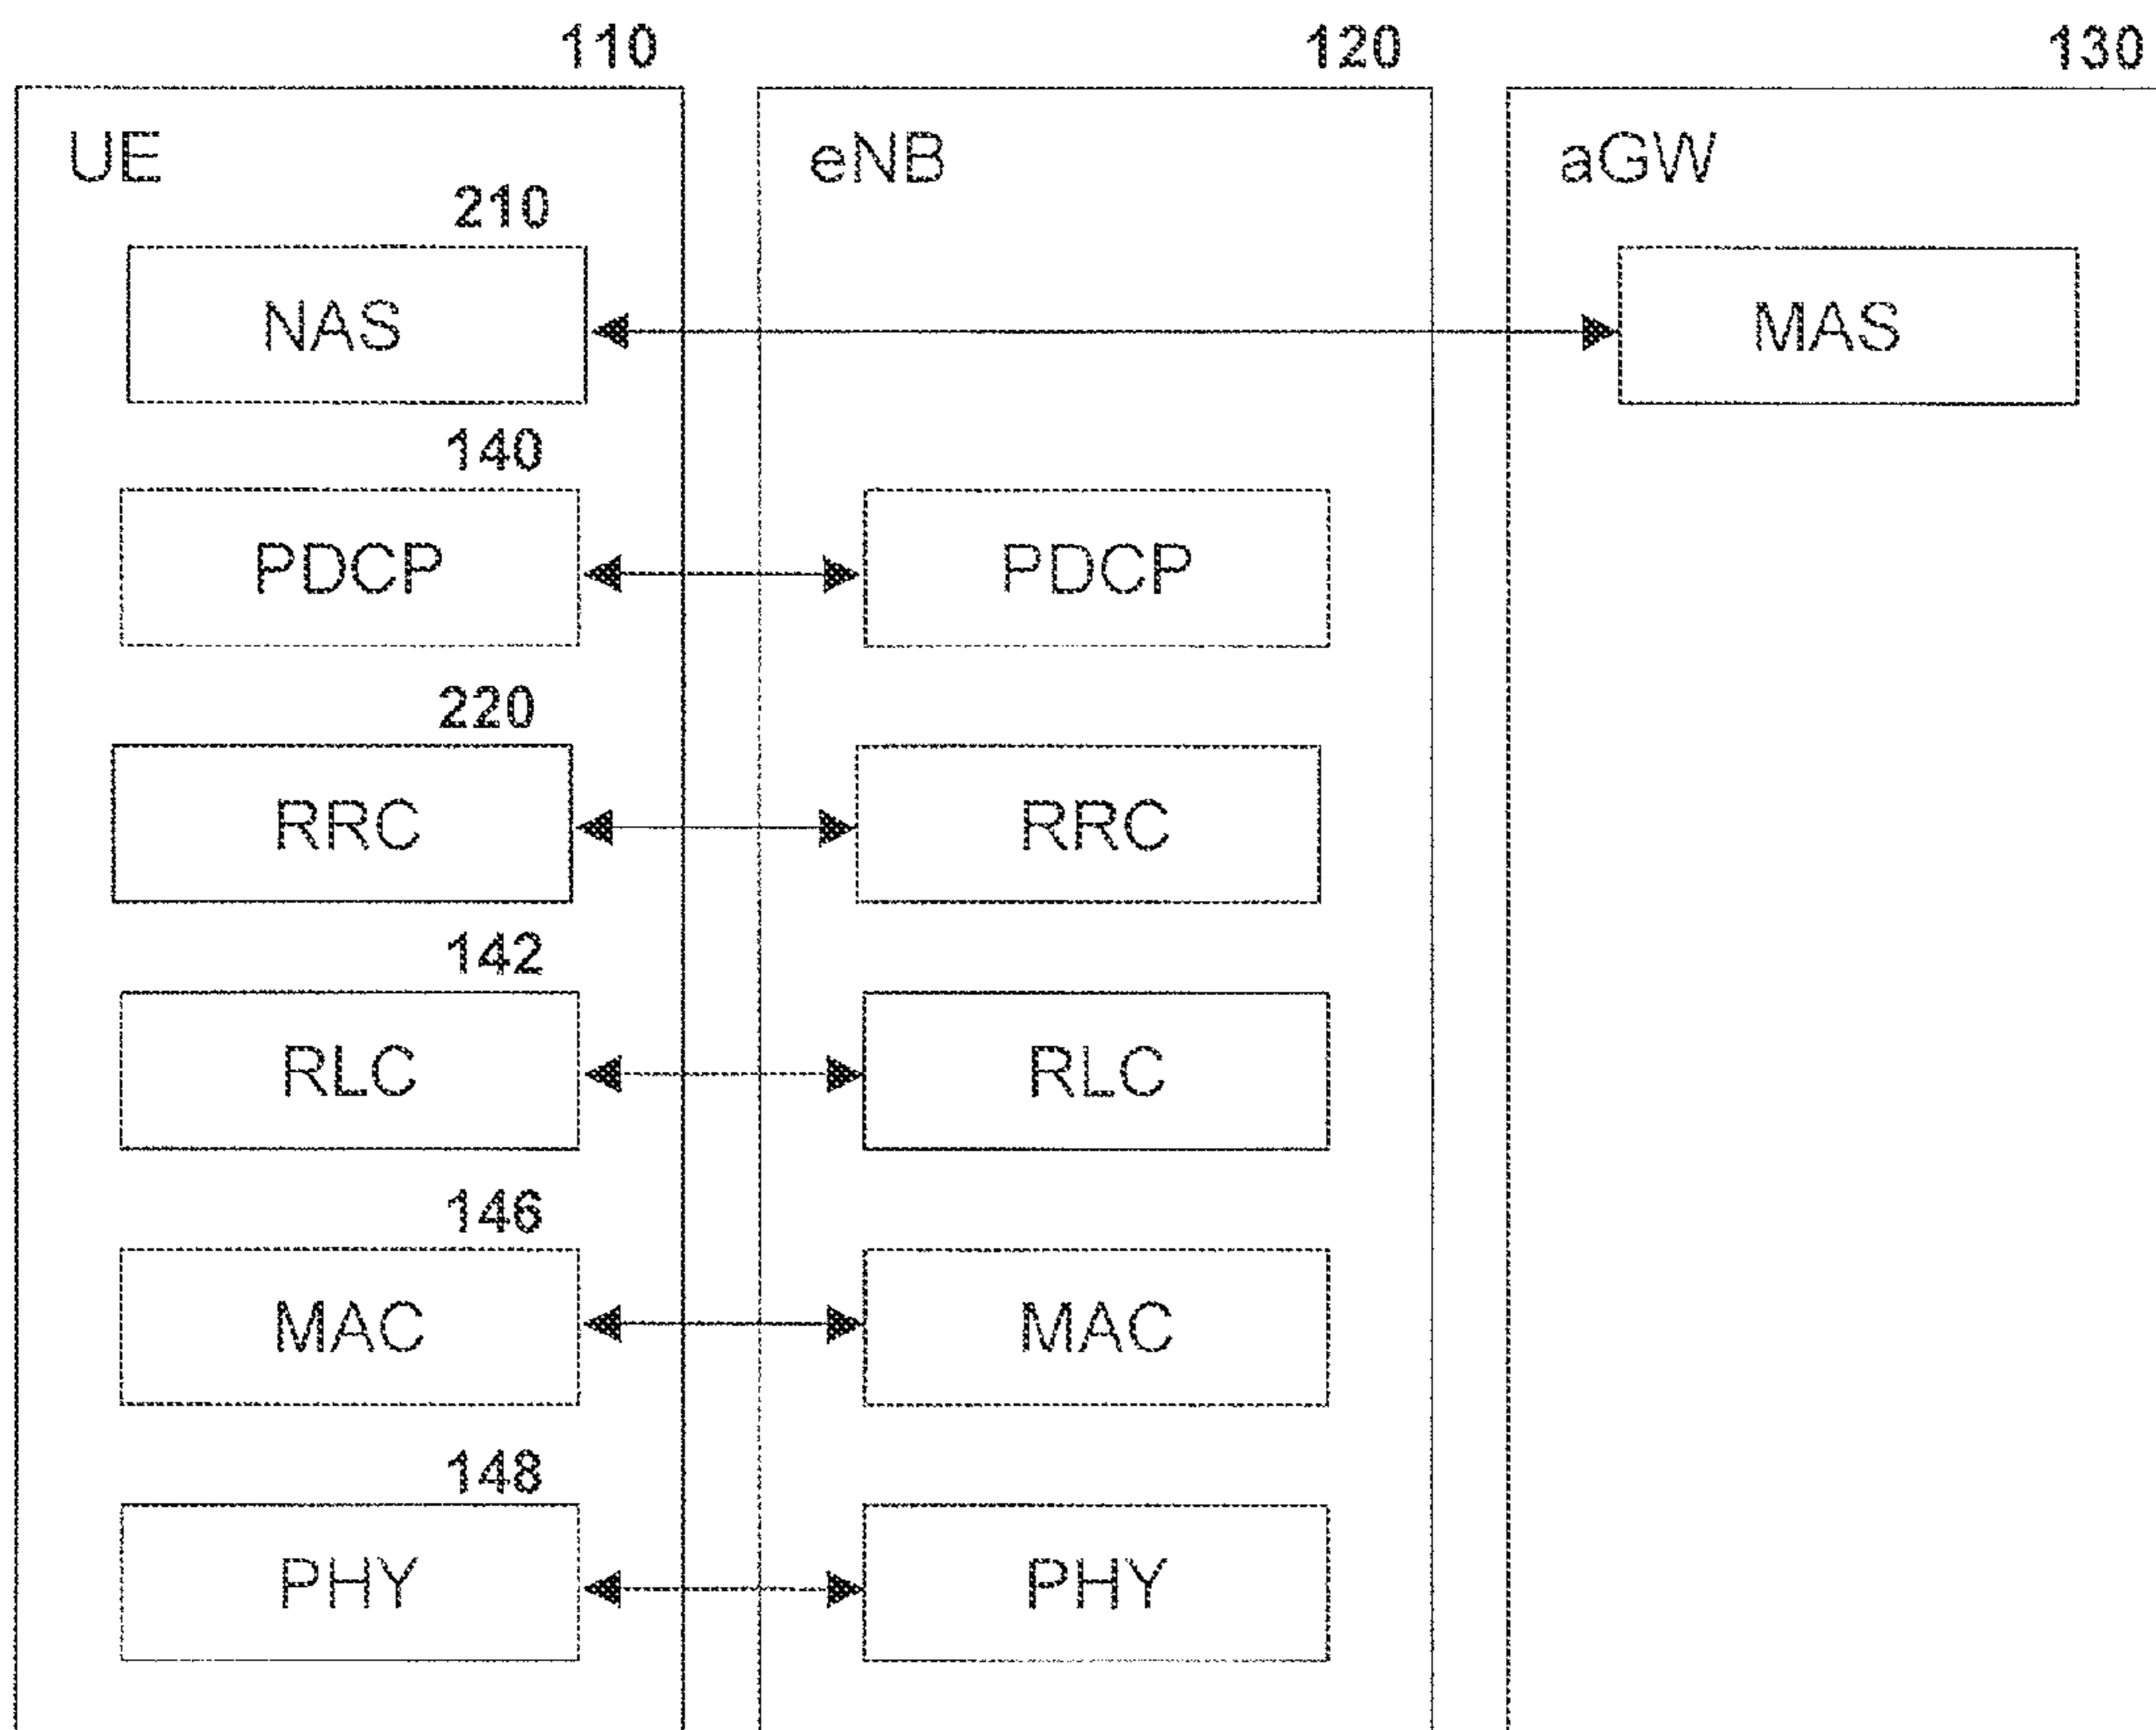 110 120 130
UE eNB aGW
210
NAS MAS
140
PDCP PDCP
220
RRC RRC
142
RLC RLC
146
MAC MAC
148
PHY PHY